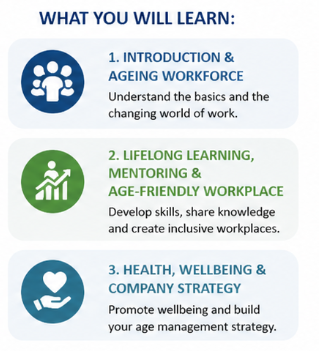 WHAT YOU WILL LEARN:
1. INTRODUCTION &
AGEING WORKFORCE
Understand the basics and the
changing world of work.
2. LIFELONG LEARNING,
MENTORING &
AGE-FRIENDLY WORKPLACE
Develop skills, share knowledge
and create inclusive workplaces.
3. HEALTH, WELLBEING &
COMPANY STRATEGY
Promote wellbeing and build
your age management strategy.